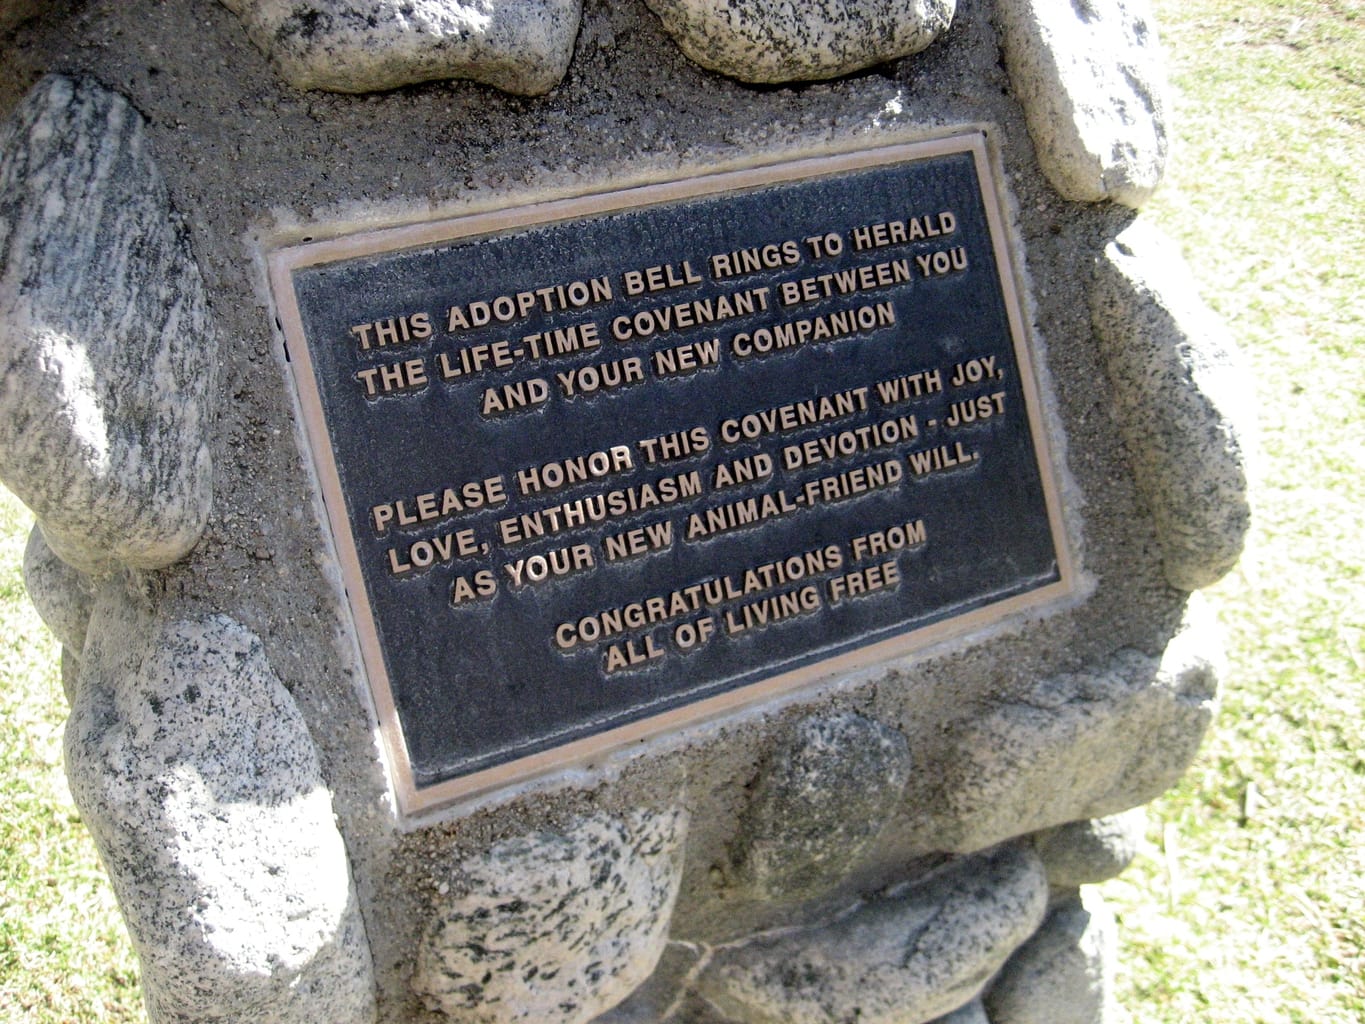 THIS ADOPTION BELL RINGS TO HERALD
THE LIFE-TIME COVENANT BETWEEN YOU
AND YOUR NEW COMPANION
PLEASE HONOR THIS COVENANT WITH JOY,
LOVE, ENTHUSIASM AND DEVOTION - JUST
AS YOUR NEW ANIMAL-FRIEND WILL.
CONGRATULATIONS FROM
ALL OF LIVING FREE